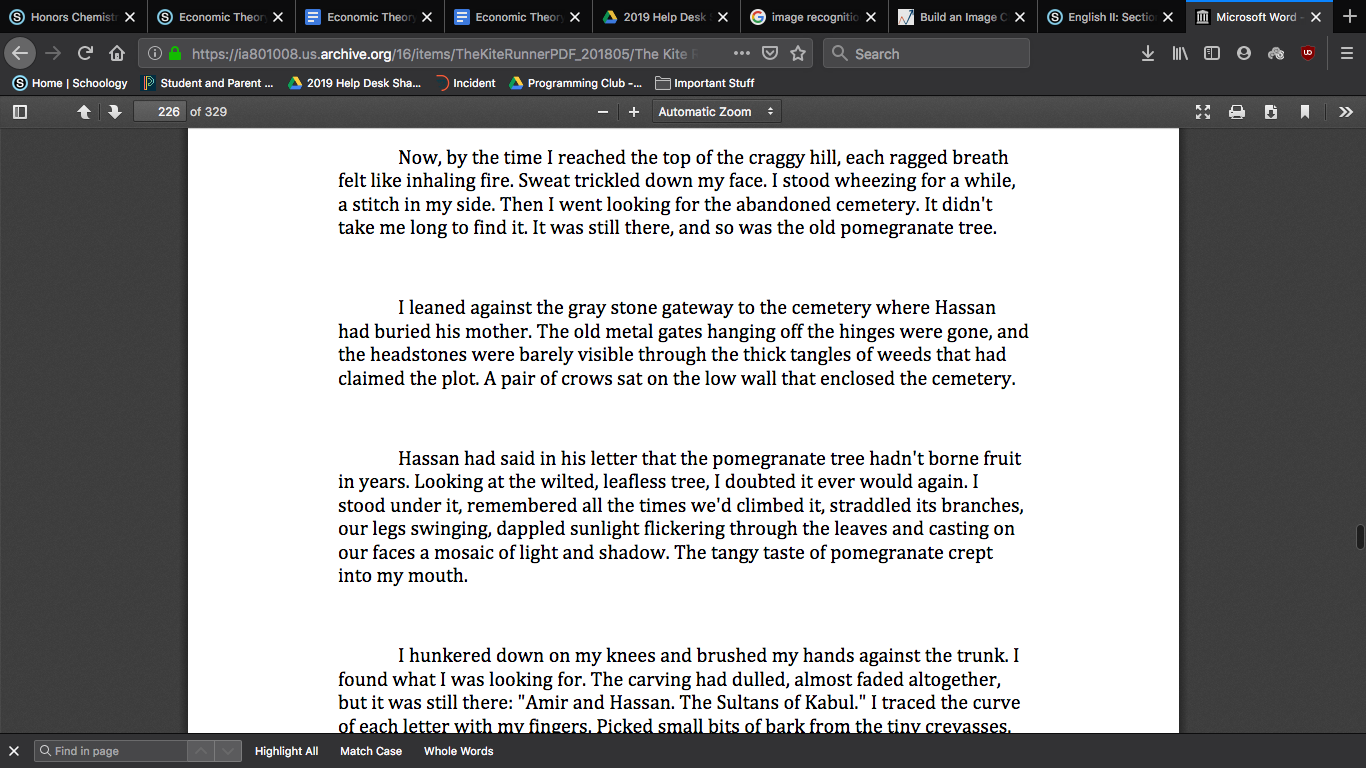 Honors Chemist
Economic Theor
Economic Theor
Economic Theor
2019 Help Desk S
image recognitio
Build an Image C
English II: Sectio
Microsoft Word -
https://ia801008.us.archive.org/16/items/TheKiteRunnerPDF_201805/The Kite R
Search
Home | Schoology
Student and Parent ...
2019 Help Desk Sha...
Incident
Programming Club -...
Important Stuff
226 of 329
Automatic Zoom
Now, by the time I reached the top of the craggy hill, each ragged breath
felt like inhaling fire. Sweat trickled down my face. I stood wheezing for a while,
a stitch in my side. Then I went looking for the abandoned cemetery. It didn't
take me long to find it. It was still there, and so was the old pomegranate tree.
I leaned against the gray stone gateway to the cemetery where Hassan
had buried his mother. The old metal gates hanging off the hinges were gone, and
the headstones were barely visible through the thick tangles of weeds that had
claimed the plot. A pair of crows sat on the low wall that enclosed the cemetery.
Hassan had said in his letter that the pomegranate tree hadn't borne fruit
in years. Looking at the wilted, leafless tree, I doubted it ever would again. I
stood under it, remembered all the times we'd climbed it, straddled its branches,
our legs swinging, dappled sunlight flickering through the leaves and casting on
our faces a mosaic of light and shadow. The tangy taste of pomegranate crept
into my mouth.
I hunkered down on my knees and brushed my hands against the trunk. I
found what I was looking for. The carving had dulled, almost faded altogether,
but it was still there: "Amir and Hassan. The Sultans of Kabul." I traced the curve
of each letter with my fingers. Picked small bits of bark from the tiny crevasses.
Find in page
Highlight All
Match Case
Whole Words